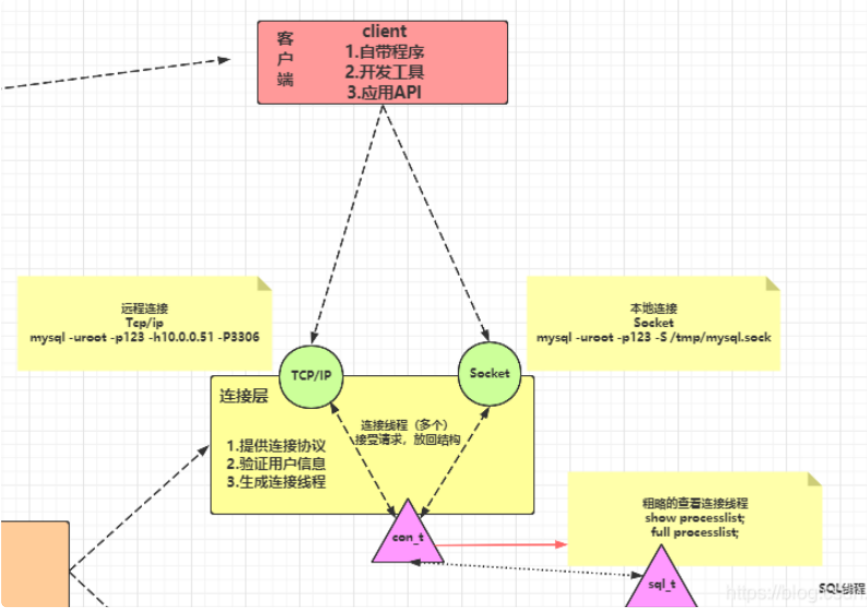 客户端
client
1.自带程序
2.开发工具
3.应用API
远程连接
Tcp/ip
mysql -uroot -p123 -h10.0.0.51 -P3306
本地连接
Socket
mysql -uroot -p123 -S /tmp/mysql.sock
TCP/IP
Socket
连接层
连接线程（多个）
接受请求，放回结构
1.提供连接协议
2.验证用户信息
3.生成连接线程
粗略的查看连接线程
show processlist;
full processlist;
con_t
sql_t
SQL线程
https://blog.